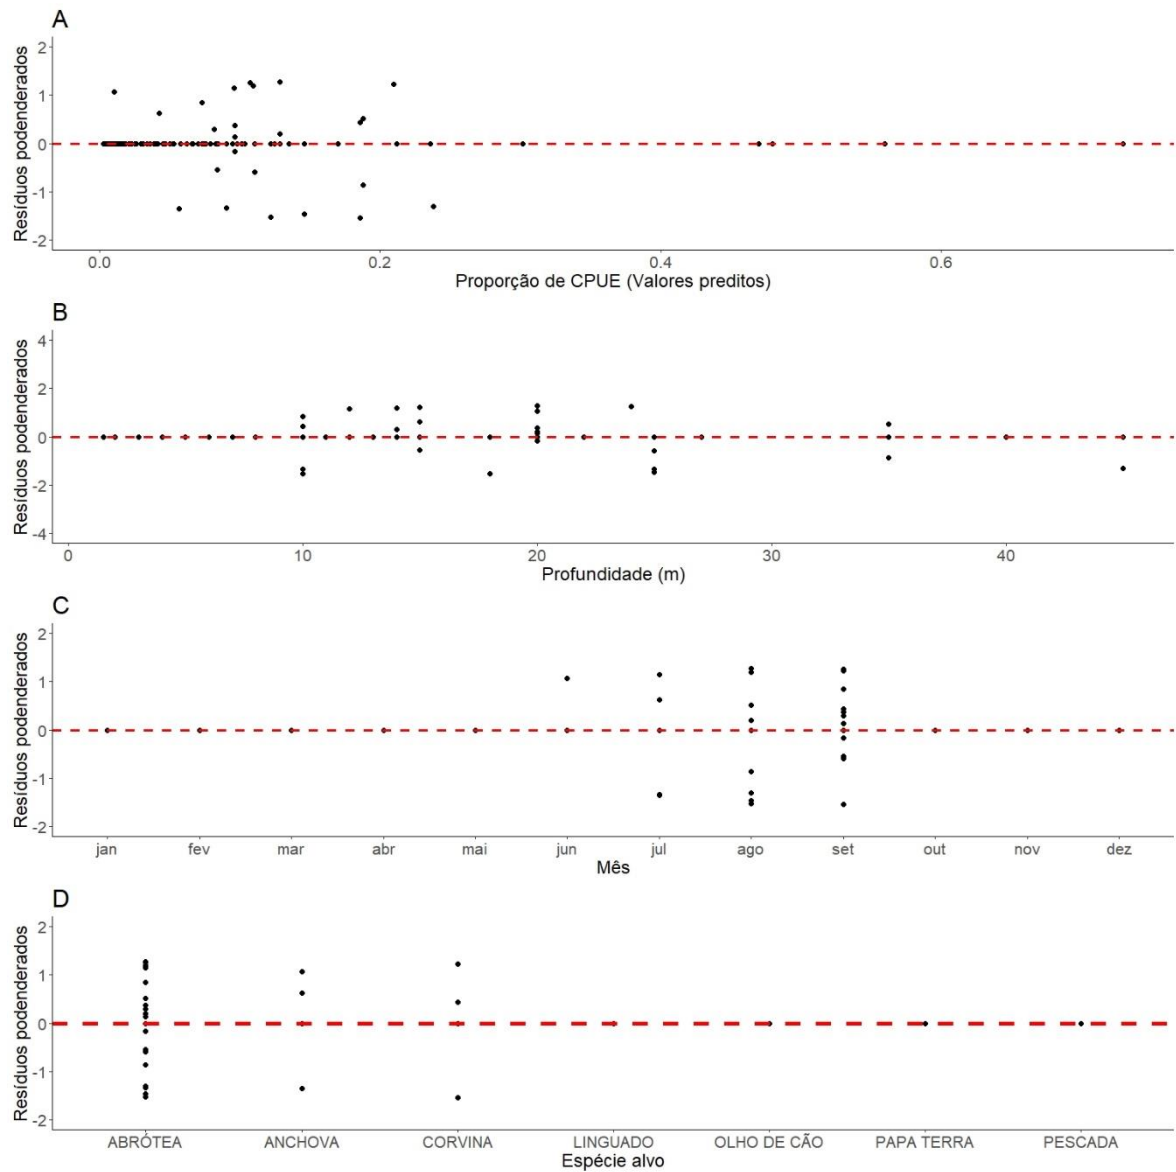 A
Resíduos podenderados
2
1
0
-1
-2
0.0 0.2 0.4 0.6
Proporção de CPUE (Valores preditos)
B
Resíduos podenderados
4
2
0
-2
-4
0 10 20 30 40
Profundidade (m)
C
Resíduos podenderados
2
1
0
-1
-2
jan fev mar abr mai jun jul ago set out nov dez
Mês
D
Resíduos podenderados
2
1
0
-1
-2
ABRÓTEA ANCHOVA CORVINA LINGUADO OLHO DE CÃO PAPA TERRA PESCADA
Espécie alvo